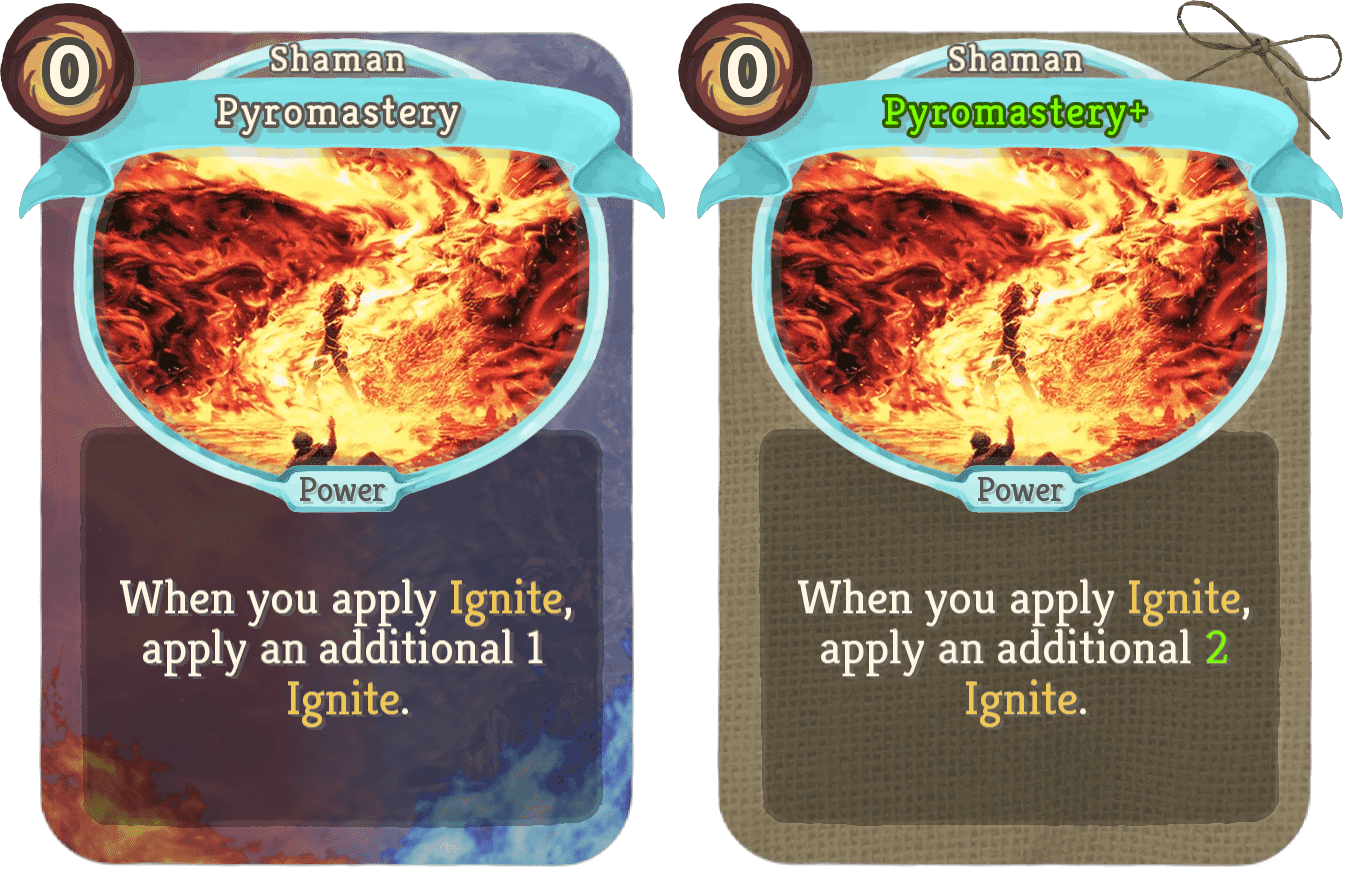 0
Shaman
Pyromastery
Power
When you apply Ignite,
apply an additional 1
Ignite.
0
Shaman
Pyromastery+
Power
When you apply Ignite,
apply an additional 2
Ignite.